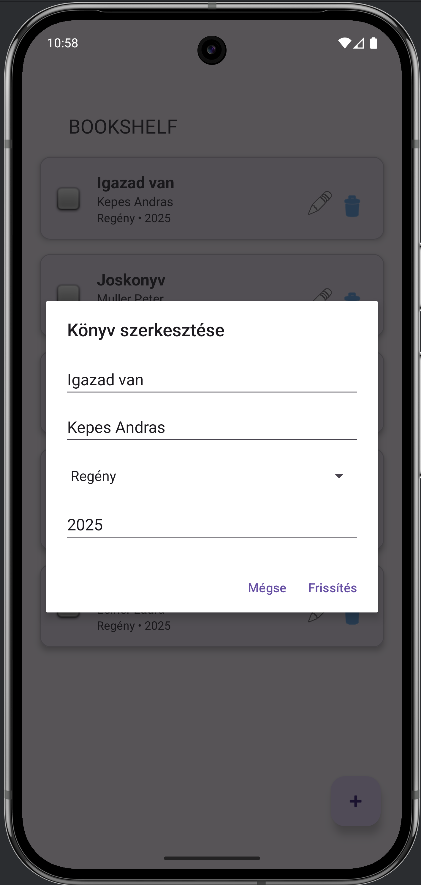 10:58
BOOKSHELF
Igazad van
Kepes Andras
Regény • 2025
Joskonyv
Muller Peter
Könyv szerkesztése
Igazad van
Kepes Andras
Regény
2025
Mégse
Frissítés
Regény • 2025
+